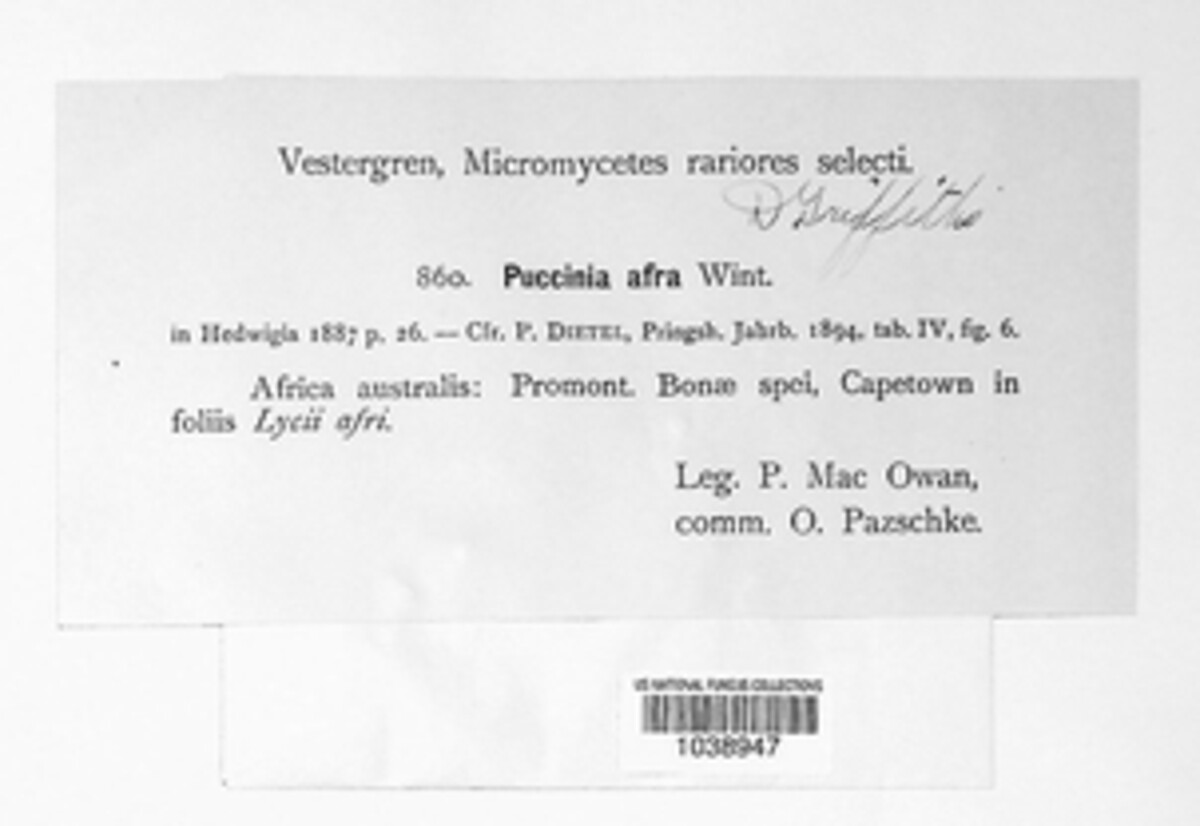 Vestergren, Micromycetes rariores selecti.
D Griffiths
860. Puccinia afra Wint.
in Hedwigia 1887 p. 26. — Cfr. P. DIETEL, Pringsh. Jahrb. 1894, tab. IV, fig. 6.
Africa australis: Promont. Bonæ spei, Capetown in
foliis Lycii afri.
Leg. P. Mac Owan,
comm. O. Pazschke.
US NATIONAL FUNGUS COLLECTIONS
1038947